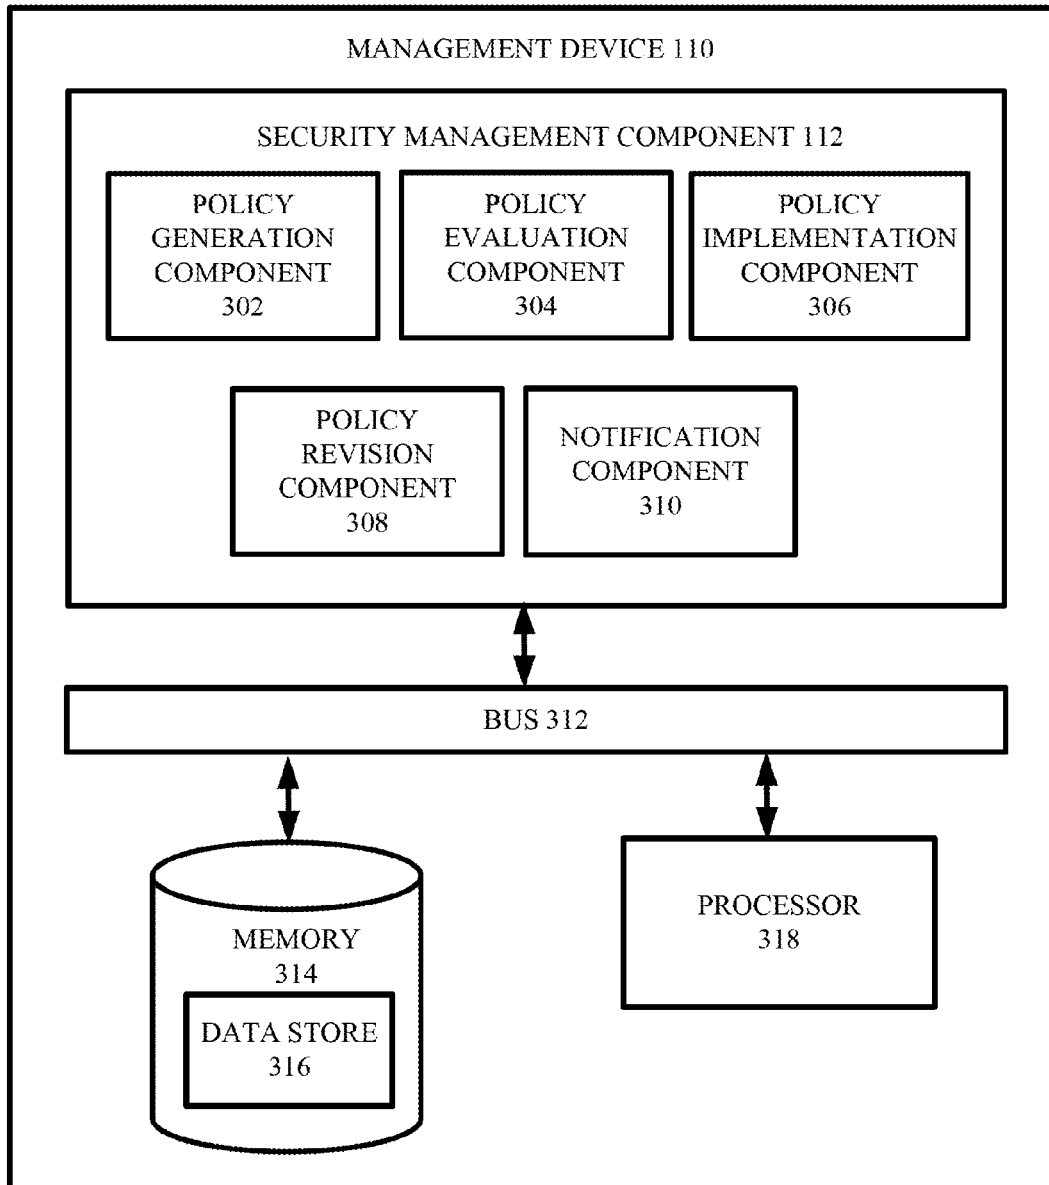 MANAGEMENT DEVICE 110
SECURITY MANAGEMENT COMPONENT 112
POLICY
GENERATION
COMPONENT
302
POLICY
EVALUATION
COMPONENT
304
POLICY
IMPLEMENTATION
COMPONENT
306
POLICY
REVISION
COMPONENT
308
NOTIFICATION
COMPONENT
310
BUS 312
MEMORY
314
DATA STORE
316
PROCESSOR
318